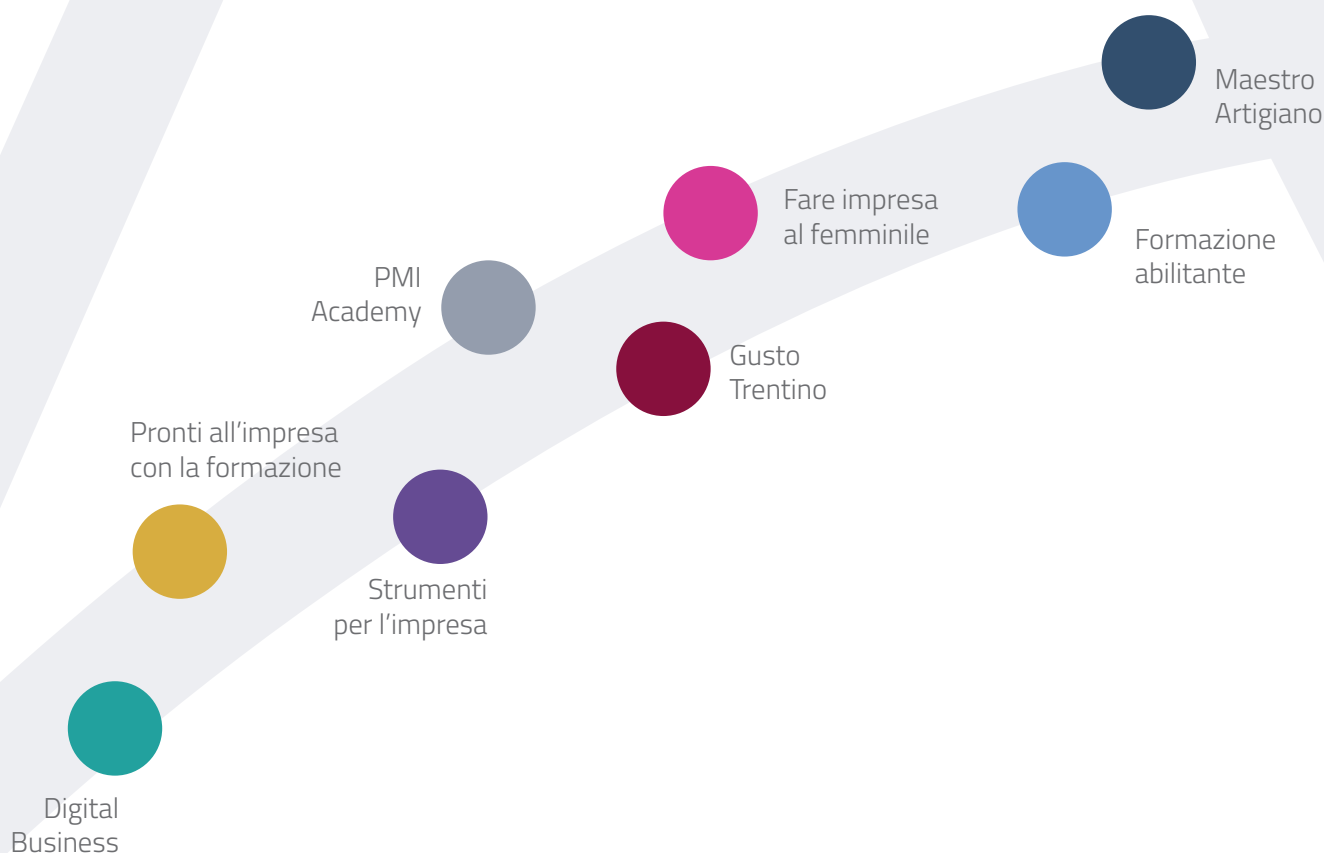 Maestro
Artigiano
Fare impresa
al femminile
Formazione
abilitante
PMI
Academy
Gusto
Trentino
Pronti all'impresa
con la formazione
Strumenti
per l'impresa
Digital
Business